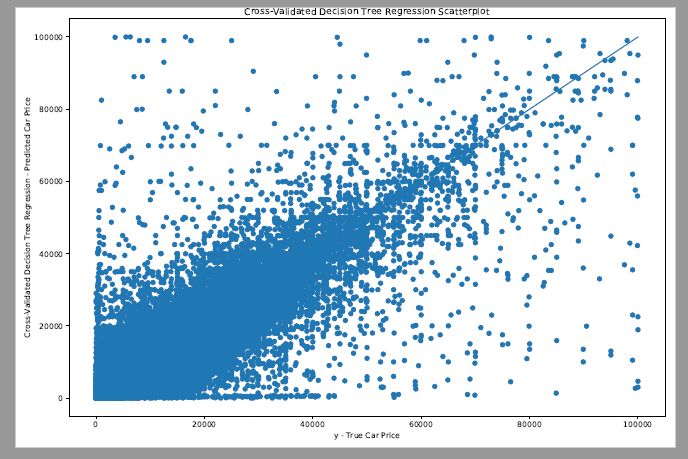 Cross-Validated Decision Tree Regression Scatterplot
100000
80000
60000
40000
20000
0
Cross-Validated Decision Tree Regression - Predicted Car Price
0 20000 40000 60000 80000 100000
y - True Car Price